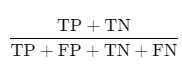 TP + TN
TP + FP + TN + FN